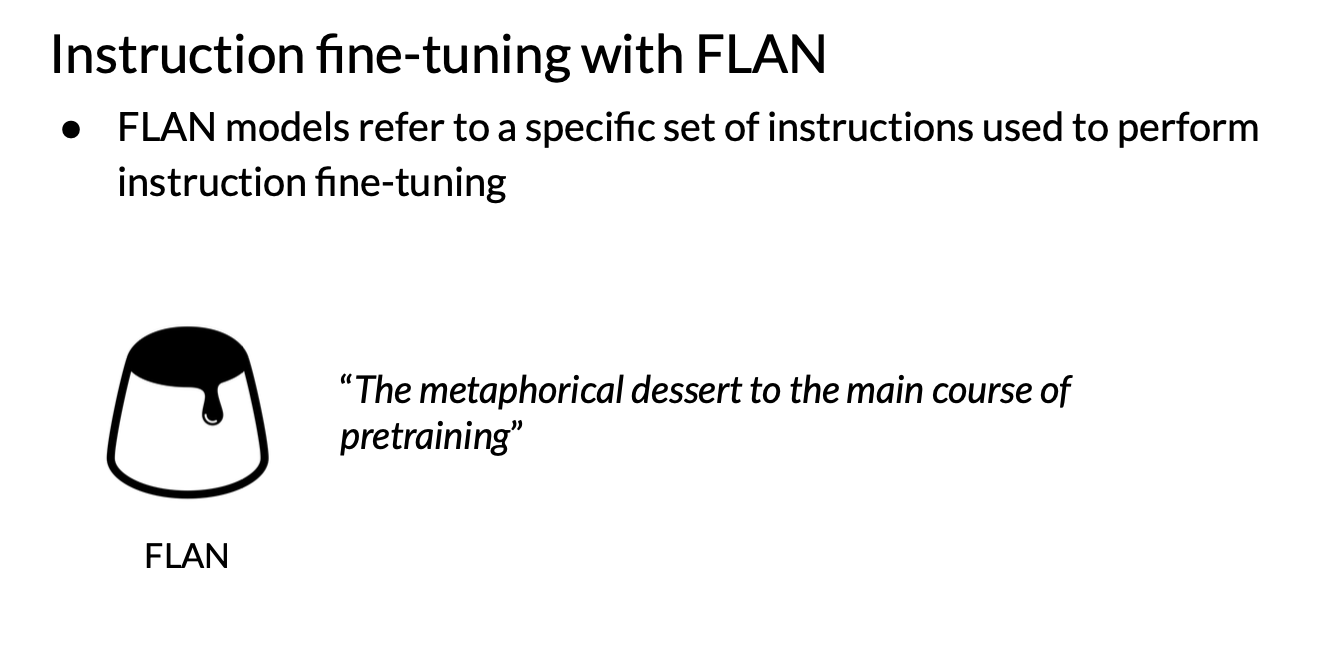 Instruction fine-tuning with FLAN
● FLAN models refer to a specific set of instructions used to perform
instruction fine-tuning
“The metaphorical dessert to the main course of
pretraining”
FLAN